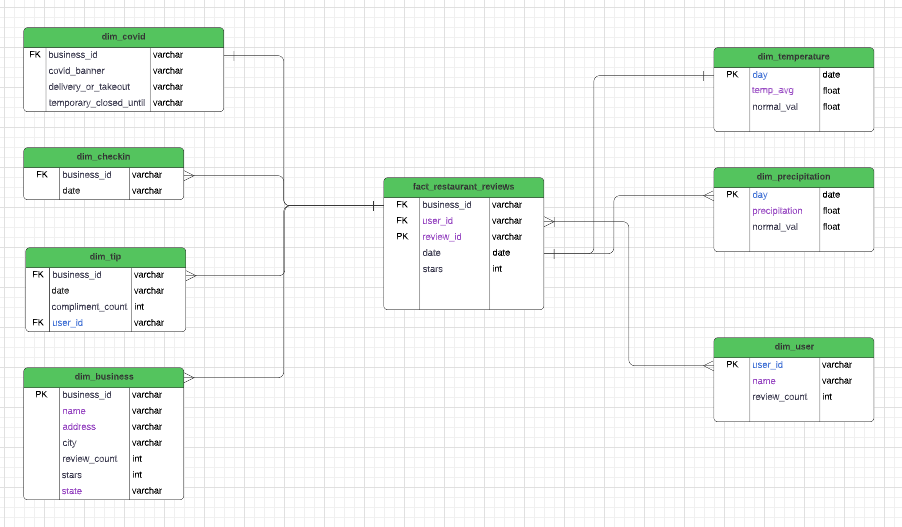 dim_covid
FK business_id varchar
covid_banner varchar
delivery_or_takeout varchar
temporary_closed_until varchar
dim_checkin
FK business_id varchar
date varchar
dim_tip
FK business_id varchar
date varchar
compliment_count int
FK user_id varchar
dim_business
PK business_id varchar
name varchar
address varchar
city varchar
review_count int
stars int
state varchar
fact_restaurant_reviews
FK business_id varchar
FK user_id varchar
PK review_id varchar
date date
stars int
dim_temperature
PK day date
temp_avg float
normal_val float
dim_precipitation
PK day date
precipitation float
normal_val float
dim_user
PK user_id varchar
name varchar
review_count int